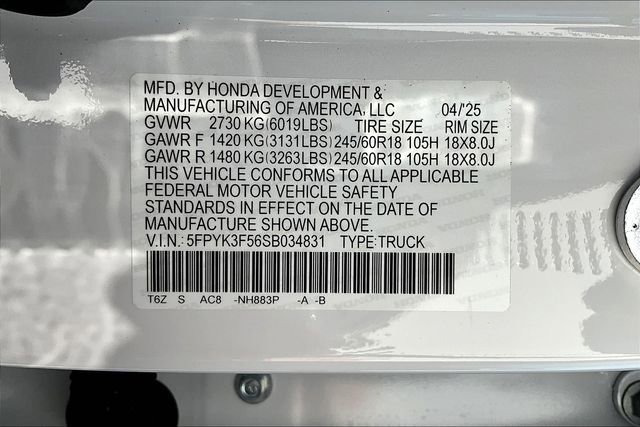 MFD. BY HONDA DEVELOPMENT &
MANUFACTURING OF AMERICA, LLC 04/'25
GVWR 2730 KG(6019LBS) TIRE SIZE RIM SIZE
GAWR F 1420 KG(3131LBS) 245/60R18 105H 18X8.0J
GAWR R 1480 KG(3263LBS) 245/60R18 105H 18X8.0J
THIS VEHICLE CONFORMS TO ALL APPLICABLE
FEDERAL MOTOR VEHICLE SAFETY
STANDARDS IN EFFECT ON THE DATE OF
MANUFACTURE SHOWN ABOVE.
V.I.N.: 5FPYK3F56SB034831 TYPE:TRUCK
T6Z S AC8 -NH883P -A -B